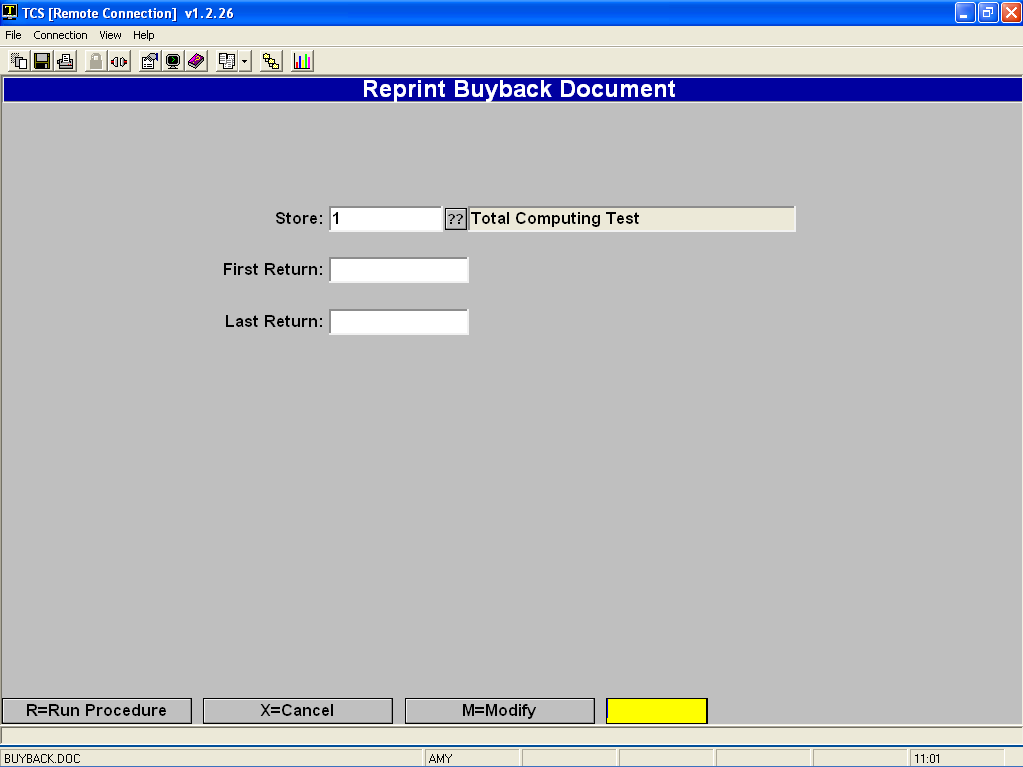 TCS [Remote Connection] v1.2.26
File Connection View Help
Reprint Buyback Document
Store: 1 ?? Total Computing Test
First Return:
Last Return:
R=Run Procedure X=Cancel M=Modify
BUYBACK.DOC AMY 11:01